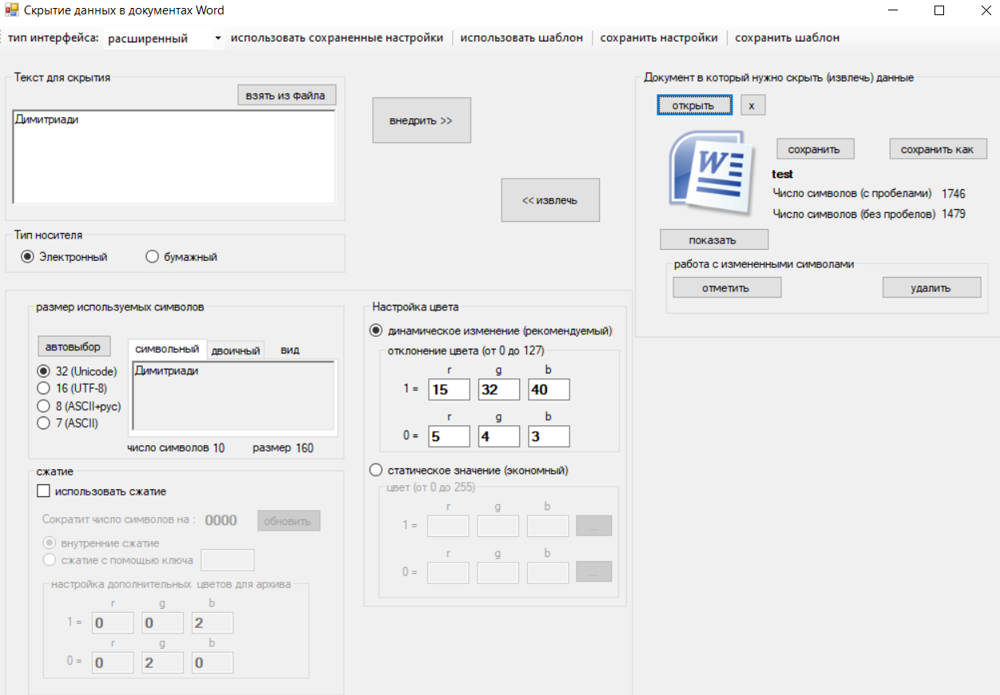 Скрытие данных в документах Word
тип интерфейса: расширенный использовать сохраненные настройки использовать шаблон сохранить настройки сохранить шаблон
Текст для скрытия
взять из файла
Димитриади
внедрить >>
<< извлечь
Тип носителя
Электронный бумажный
Документ в который нужно скрыть (извлечь) данные
открыть x
W
сохранить сохранить как
test
Число символов (с пробелами) 1746
Число символов (без пробелов) 1479
показать
работа с измененными символами
отметить удалить
размер используемых символов
автовыбор
символьный двоичный вид
32 (Unicode)
16 (UTF-8)
8 (ASCII+рус)
7 (ASCII)
Димитриади
число символов 10 размер 160
сжатие
использовать сжатие
Сократит число символов на : 0000 обновить
внутренние сжатие
сжатие с помощью ключа
настройка дополнительных цветов для архива
r g b
1 = 0 0 2
r g b
0 = 0 2 0
Настройка цвета
динамическое изменение (рекомендуемый)
отклонение цвета (от 0 до 127)
r g b
1 = 15 32 40
r g b
0 = 5 4 3
статическое значение (экономный)
цвет (от 0 до 255)
r g b
1 = ...
r g b
0 = ...